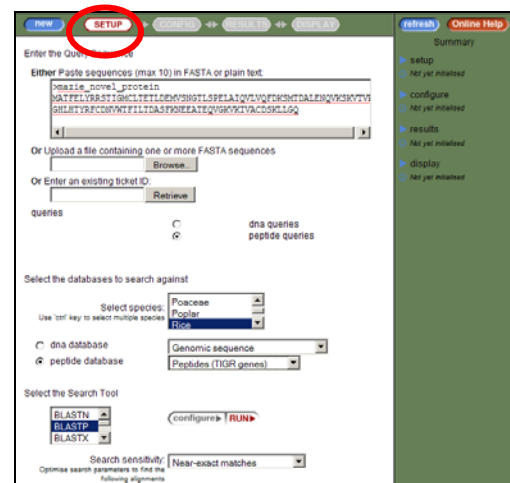 new SETUP CONFIG RESULTS DISPLAY
refresh Online Help
Summary
setup
Not yet initialised
configure
Not yet initialised
results
Not yet initialised
display
Not yet initialised
Enter the Query Sequence
Either Paste sequences (max 10) in FASTA or plain text:
>mazie_novel_protein
MATFELYRRSTIGMCLTETLDEMVSNGTLSPELAIQVLVQFDKSMTDALENQVKSKVTVK
GHLHTYRFCDNVWTFILTDASFKNEEATEQVGKVKIVACDSKLLGQ
Or Upload a file containing one or more FASTA sequences
Browse...
Or Enter an existing ticket ID:
Retrieve
queries
dna queries
peptide queries
Select the databases to search against
Select species:
Use 'ctrl' key to select multiple species
Poaceae
Poplar
Rice
dna database
Genomic sequence
peptide database
Peptides (TIGR genes)
Select the Search Tool
BLASTN
BLASTP
BLASTX
configure RUN
Search sensitivity:
Optimise search parameters to find the
following alignments
Near-exact matches